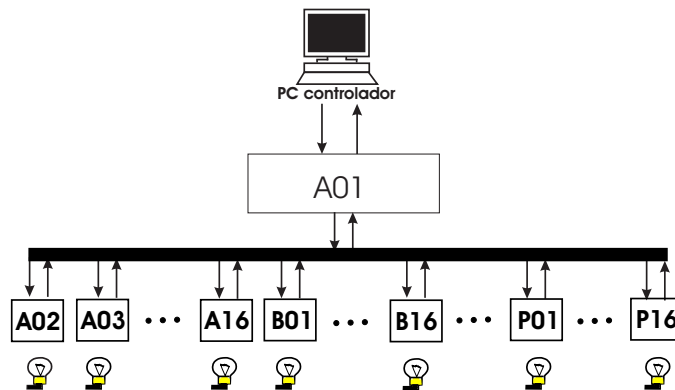 PC controlador
A01
A02 A03 ••• A16 B01 ••• B16 ••• P01 ••• P16